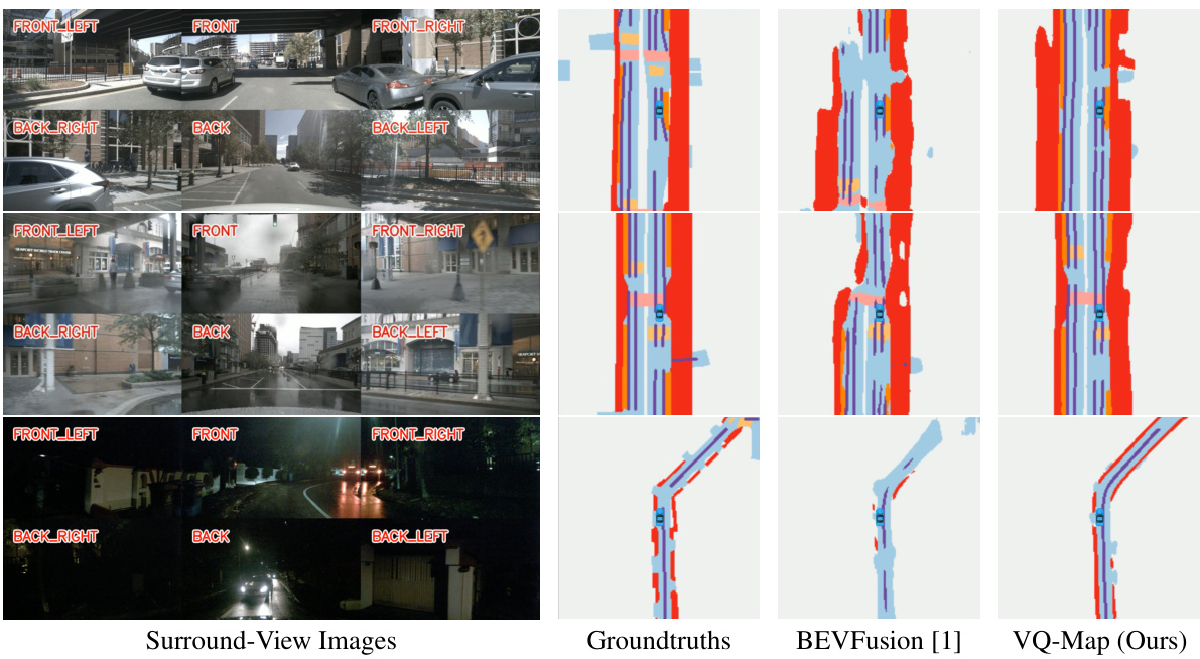 FRONT_LEFT FRONT FRONT_RIGHT
BACK_RIGHT BACK BACK_LEFT
FRONT_LEFT FRONT FRONT_RIGHT
BACK_RIGHT BACK BACK_LEFT
FRONT_LEFT FRONT FRONT_RIGHT
BACK_RIGHT BACK BACK_LEFT
Surround-View Images Groundtruths BEVFusion [1] VQ-Map (Ours)